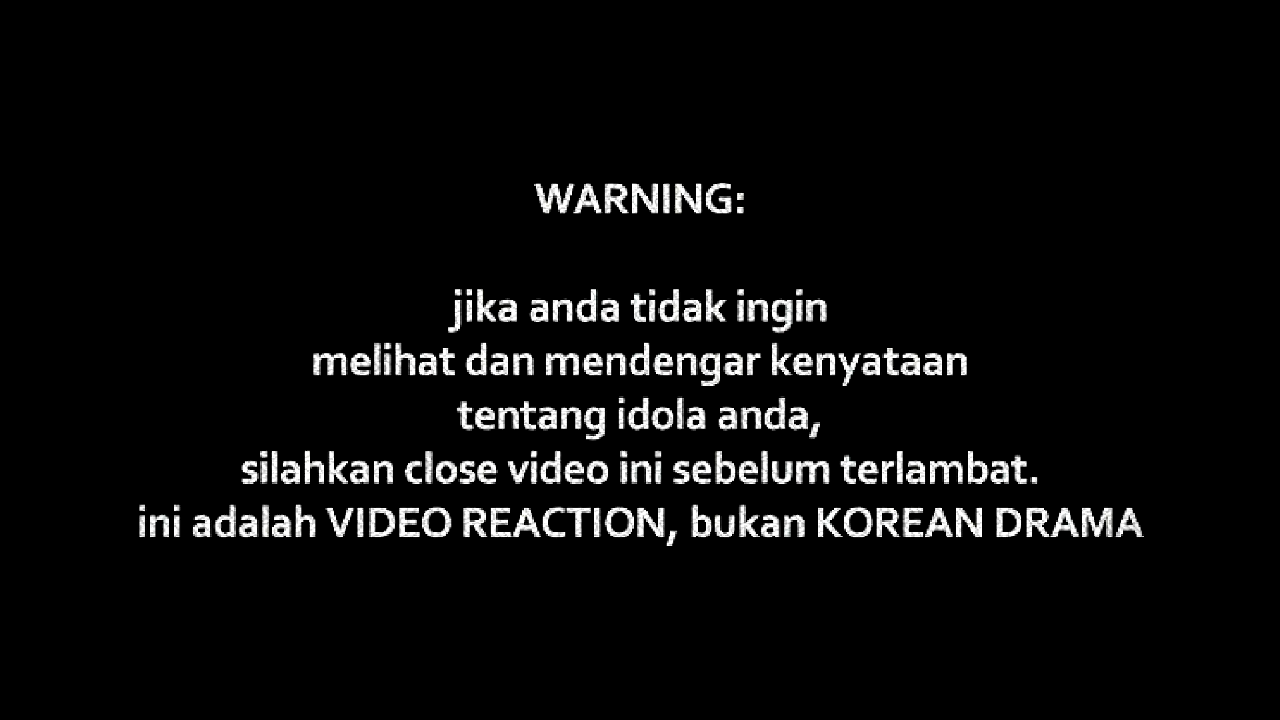 WARNING:
jika anda tidak ingin
melihat dan mendengar kenyataan
tentang idola anda,
silahkan close video ini sebelum terlambat.
ini adalah VIDEO REACTION, bukan KOREAN DRAMA